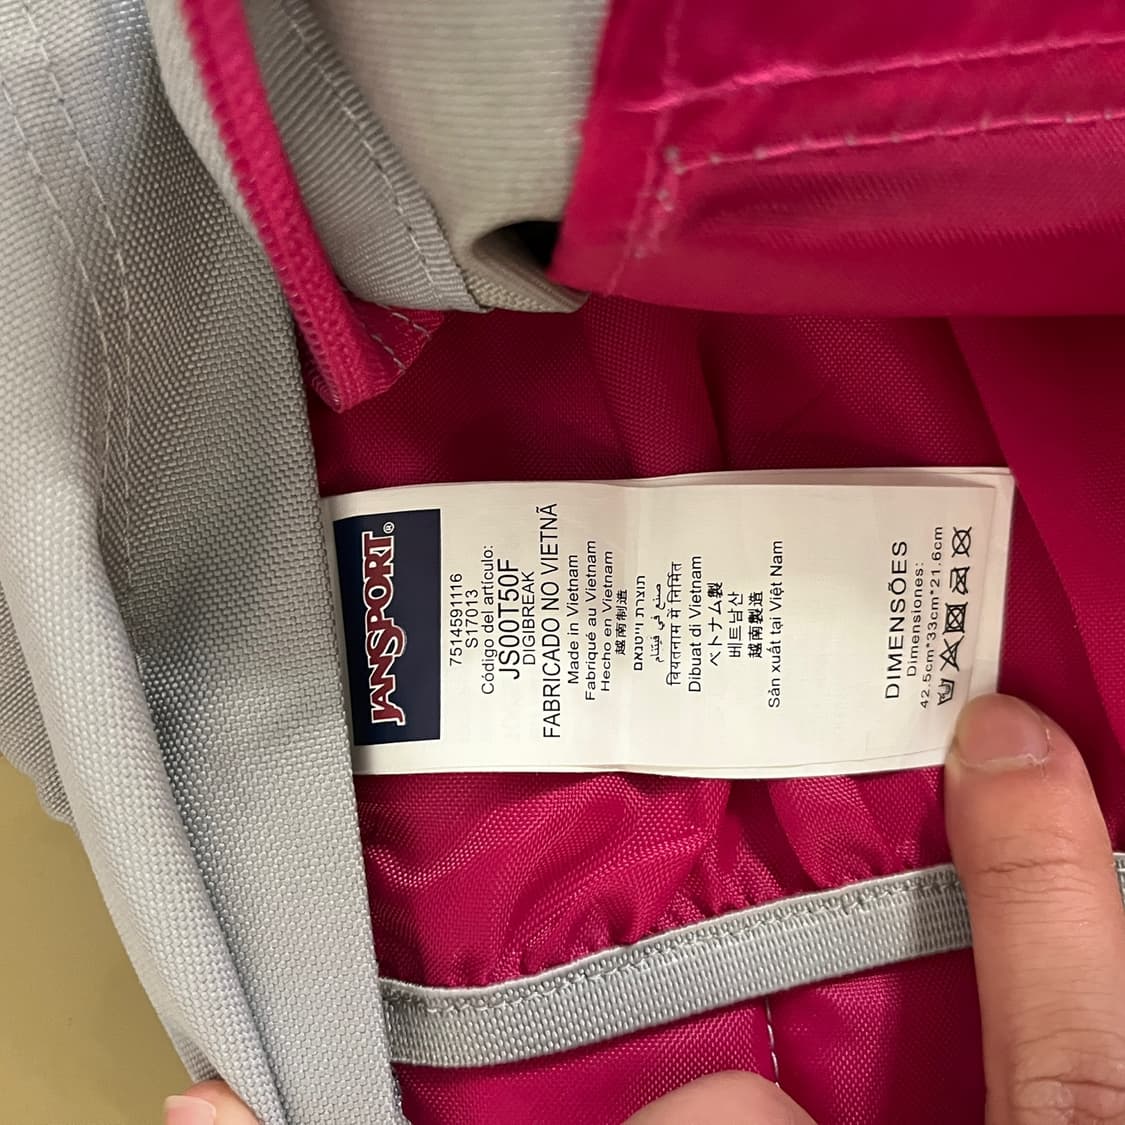 JANSPORT®
751459116
S17013
Código del artículo:
JS00T50F
DIGIBREAK
FABRICADO NO VIETNÃ
Made in Vietnam
Fabriqué au Vietnam
Hecho en Vietnam
越南制造
תוצרת וייטנאם
صنع في فيتنام
वियतनाम में निर्मित
Dibuat di Vietnam
ベトナム製
베트남산
越南製造
Sản xuất tại Việt Nam
DIMENSÕES
Dimensiones:
42.5cm*33cm*21.6cm